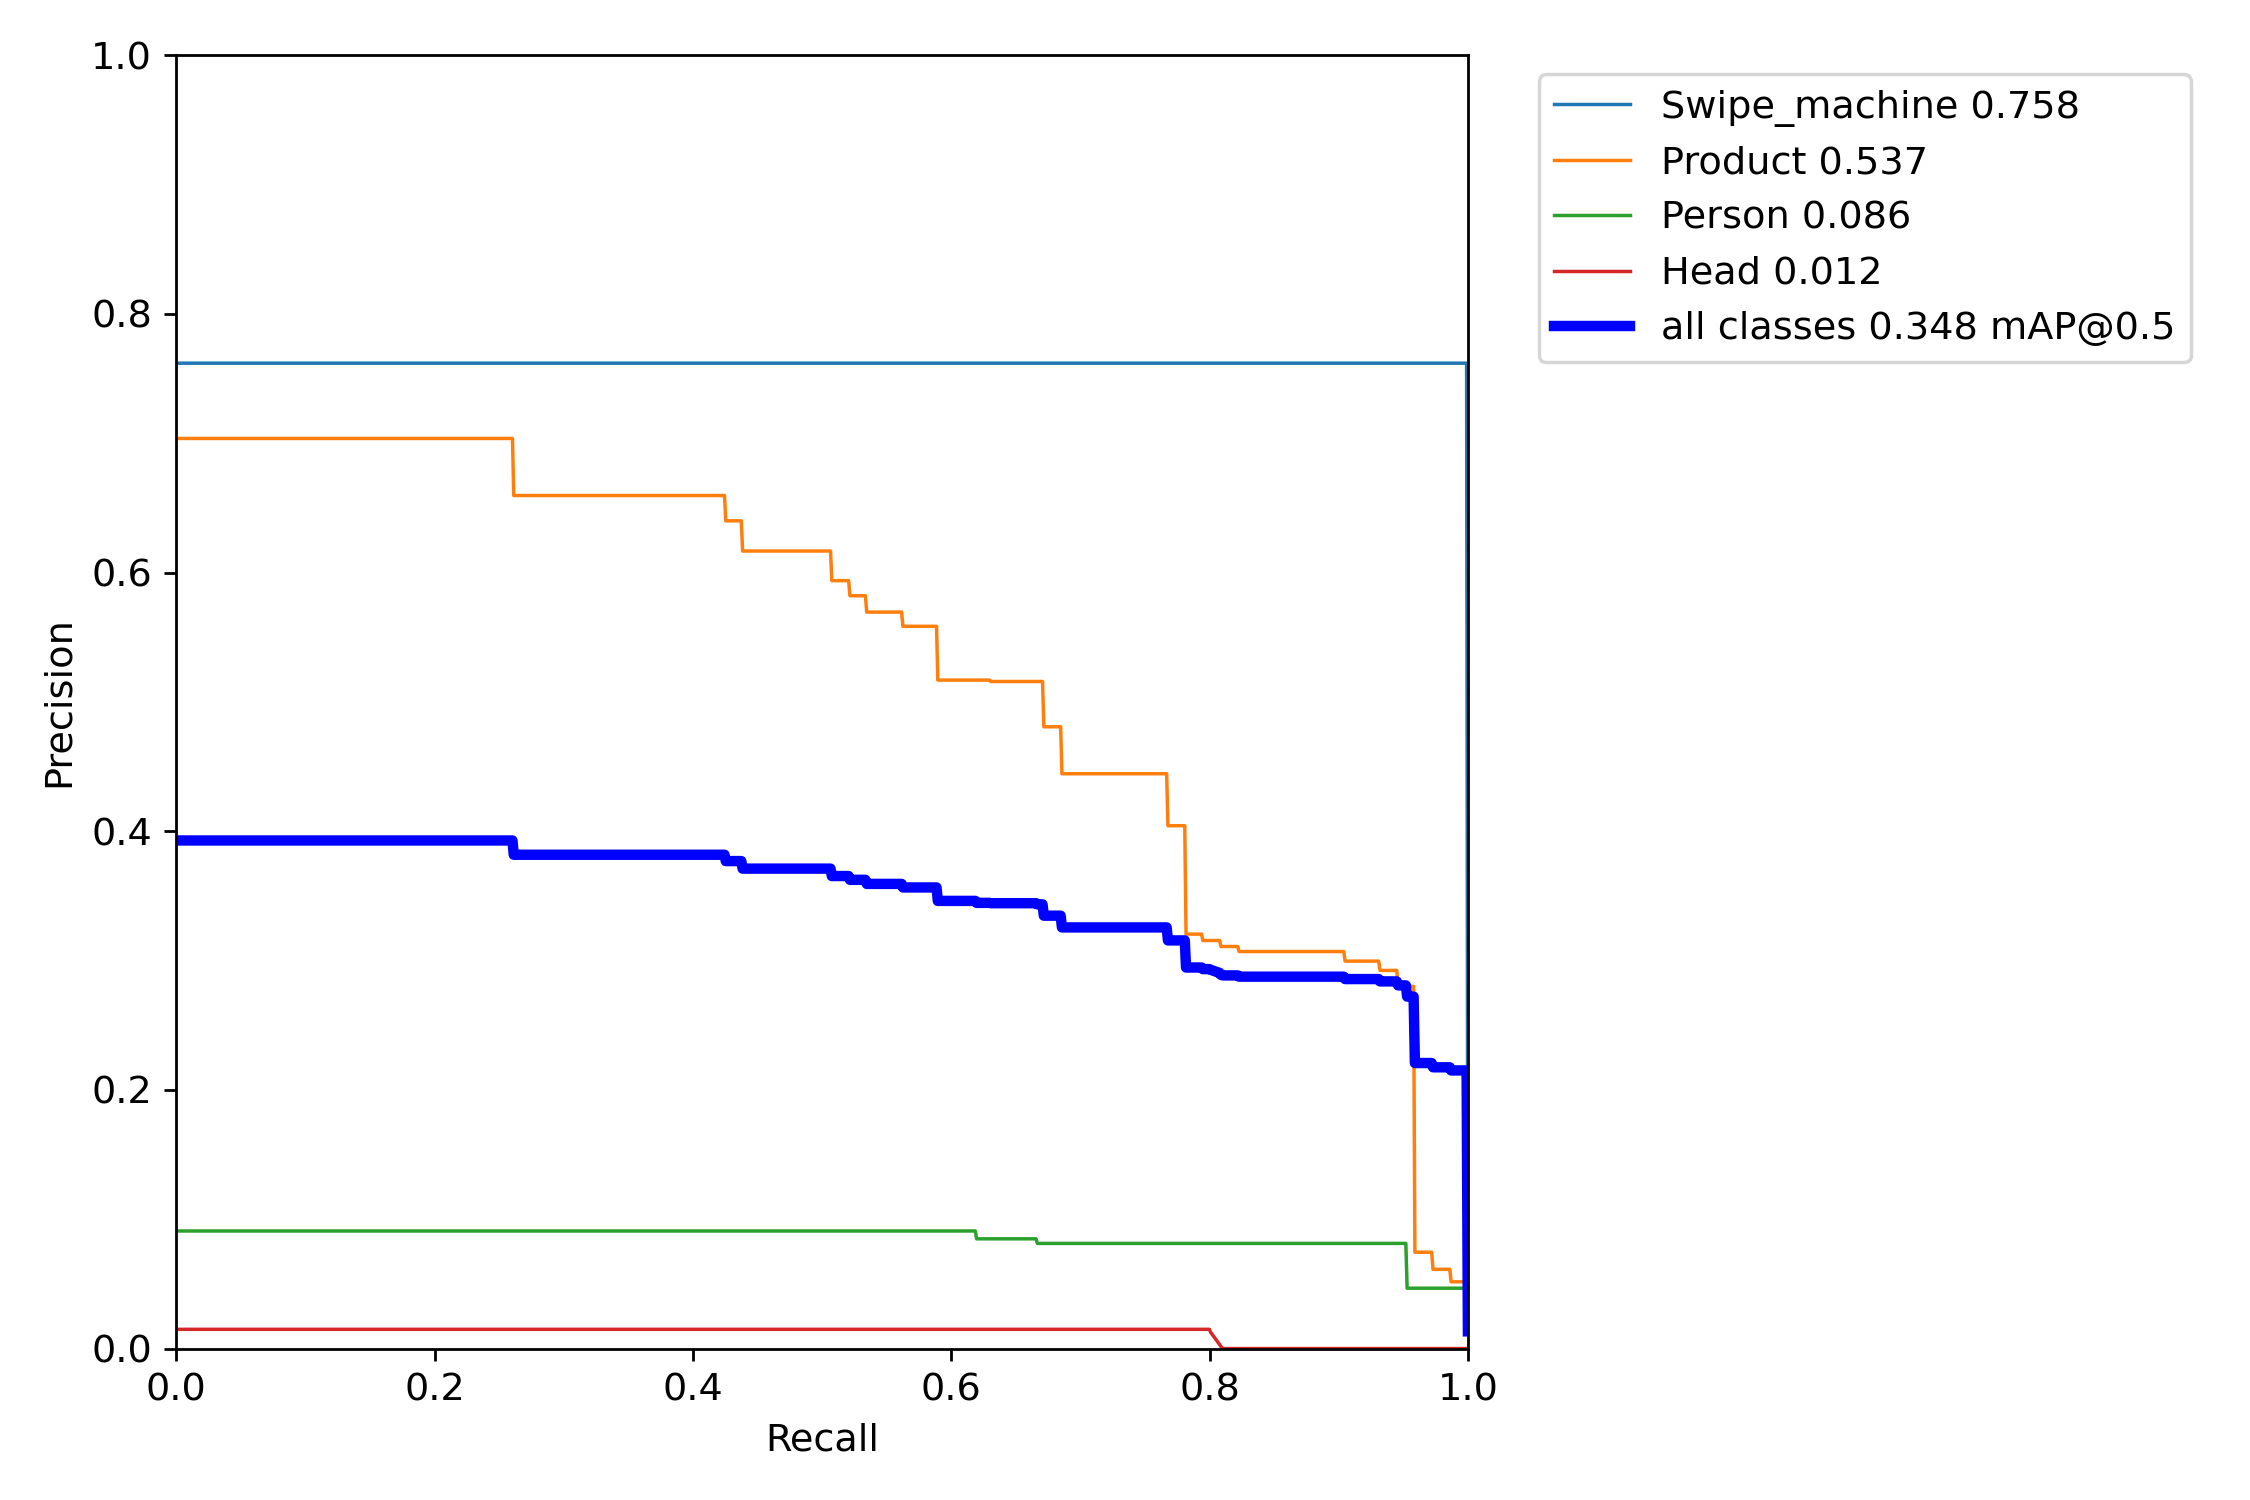 1.0
0.8
0.6
0.4
0.2
0.0
0.0 0.2 0.4 0.6 0.8 1.0
Precision
Recall
Swipe_machine 0.758
Product 0.537
Person 0.086
Head 0.012
all classes 0.348 mAP@0.5